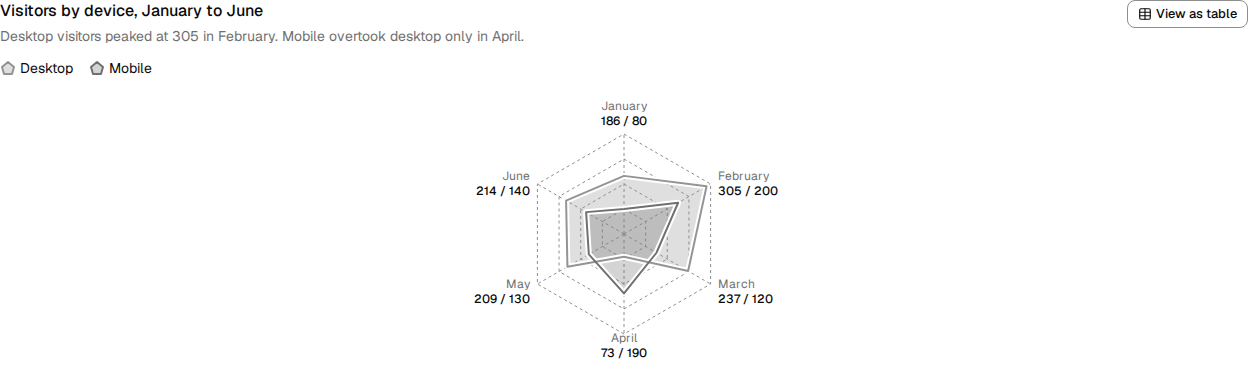 Visitors by device, January to June
View as table
Desktop visitors peaked at 305 in February. Mobile overtook desktop only in April.
Desktop
Mobile
January
186 / 80
June
214 / 140
February
305 / 200
May
209 / 130
March
237 / 120
April
73 / 190